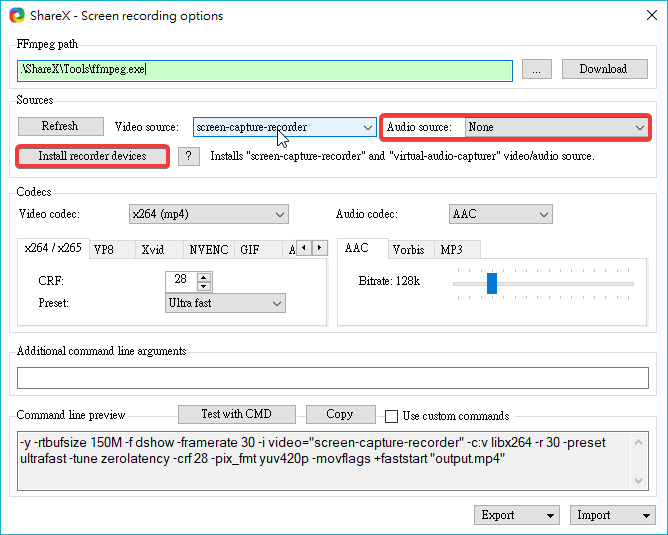 ShareX - Screen recording options
FFmpeg path
.\ShareX\Tools\ffmpeg.exe
...
Download
Sources
Refresh
Video source:
screen-capture-recorder
Audio source:
None
Install recorder devices
?
Installs "screen-capture-recorder" and "virtual-audio-capturer" video/audio source.
Codecs
Video codec:
x264 (mp4)
Audio codec:
AAC
x264 / x265
VP8
Xvid
NVENC
GIF
A
AAC
Vorbis
MP3
CRF:
28
Preset:
Ultra fast
Bitrate: 128k
Additional command line arguments
Command line preview
Test with CMD
Copy
Use custom commands
-y -rtbufsize 150M -f dshow -framerate 30 -i video="screen-capture-recorder" -c:v libx264 -r 30 -preset
ultrafast -tune zerolatency -crf 28 -pix_fmt yuv420p -movflags +faststart "output.mp4"
Export
Import